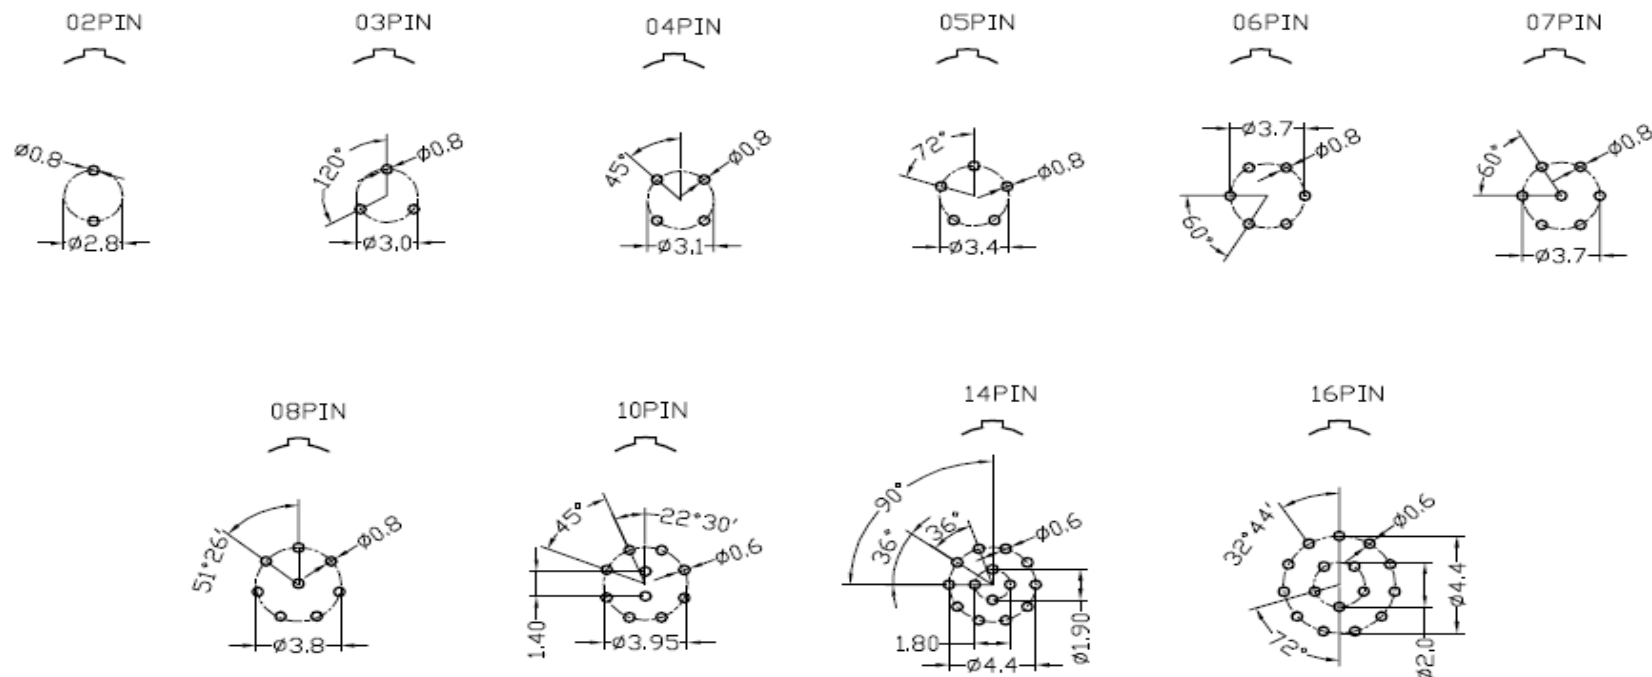 02PIN
03PIN
04PIN
05PIN
06PIN
07PIN
ø0.8
ø2.8
120°
ø0.8
ø3.0
45°
ø0.8
ø3.1
72°
ø0.8
ø3.4
ø3.7
ø0.8
60°
60°
ø0.8
ø3.7
08PIN
10PIN
14PIN
16PIN
51°26'
ø0.8
ø3.8
45°
22°30'
ø0.6
1.40
ø3.95
90°
36°
36°
ø0.6
1.80
ø1.90
ø4.4
32°44'
ø0.6
ø4.4
72°
ø2.0